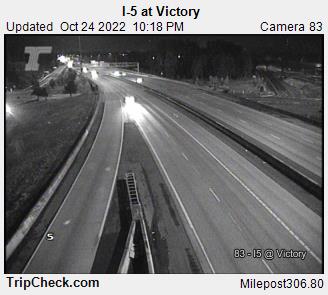 I-5 at Victory
Updated Oct 24 2022 10:18 PM Camera 83
5
83 - I5 @ Victory
TripCheck.com Milepost306.80